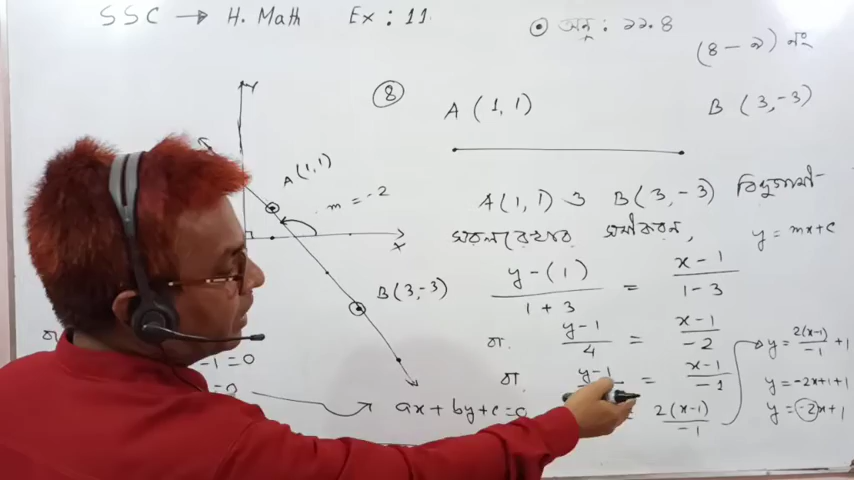 SSC → H. Math Ex : 11
অনু : ১১.৪
(৪ - ৯) নং
⑧ A (1, 1) B (3, -3)
Y
A(1,1)
m = -2
X
B(3,-3)
A(1,1) ও B(3,-3) বিন্দুগামী
সরলরেখার সমীকরণ,
y = mx+c
y-(1) / 1+3 = x-1 / 1-3
বা. y-1 / 4 = x-1 / -2
বা y-1 = x-1 / -1
= 2(x-1) / -1
y = 2(x-1) / -1 + 1
y = -2x+1+1
y = -2x+1
বা
-1=0
=0
ax+by+c=0